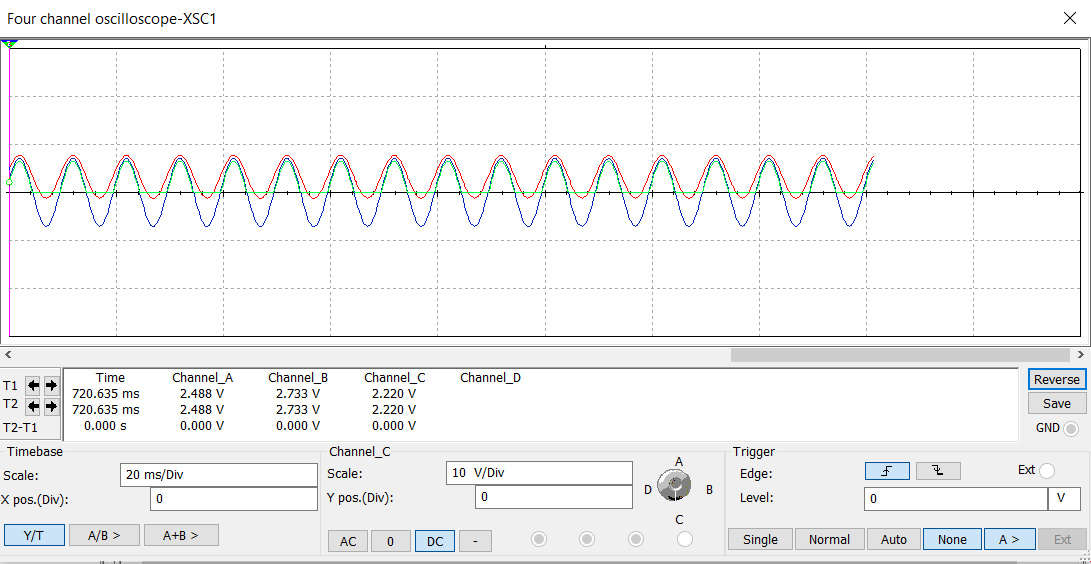 Four channel oscilloscope-XSC1
Time Channel_A Channel_B Channel_C Channel_D
T1 720.635 ms 2.488 V 2.733 V 2.220 V
T2 720.635 ms 2.488 V 2.733 V 2.220 V
T2-T1 0.000 s 0.000 V 0.000 V 0.000 V
Reverse
Save
GND
Timebase
Scale: 20 ms/Div
X pos.(Div): 0
Y/T A/B > A+B >
Channel_C
Scale: 10 V/Div
Y pos.(Div): 0
AC 0 DC -
A
D B
C
Trigger
Edge: Ext
Level: 0 V
Single Normal Auto None A > Ext